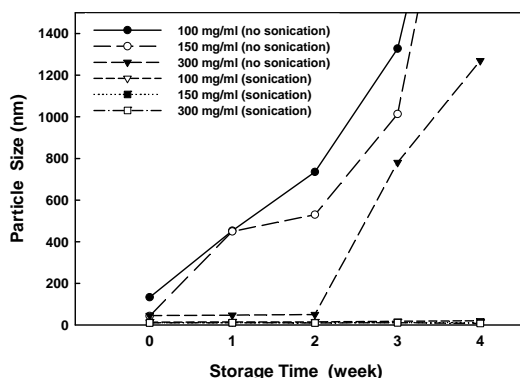 1400
1200
1000
800
600
400
200
0
Particle Size (nm)
100 mg/ml (no sonication)
150 mg/ml (no sonication)
300 mg/ml (no sonication)
100 mg/ml (sonication)
150 mg/ml (sonication)
300 mg/ml (sonication)
0 1 2 3 4
Storage Time (week)